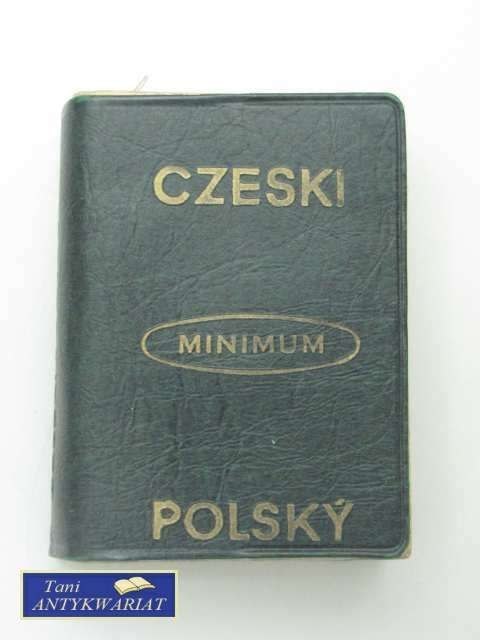 CZESKI
MINIMUM
POLSKÝ
Tani
ANTYKWARIAT